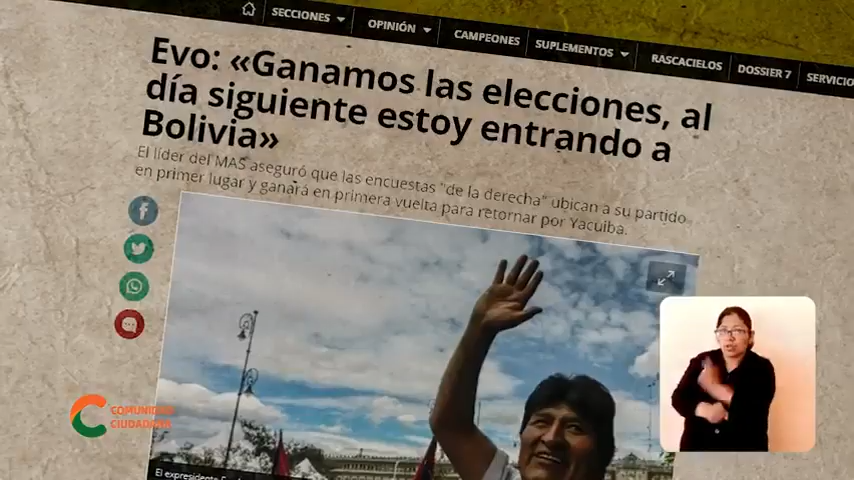 SECCIONES
OPINIÓN
CAMPEONES
SUPLEMENTOS
RASCACIELOS
DOSSIER 7
SERVICIO
Evo: «Ganamos las elecciones, al
día siguiente estoy entrando a
Bolivia»
El líder del MAS aseguró que las encuestas "de la derecha" ubican a su partido
en primer lugar y ganará en primera vuelta para retornar por Yacuiba.
COMUNIDAD
CIUDADANA
El expresidente